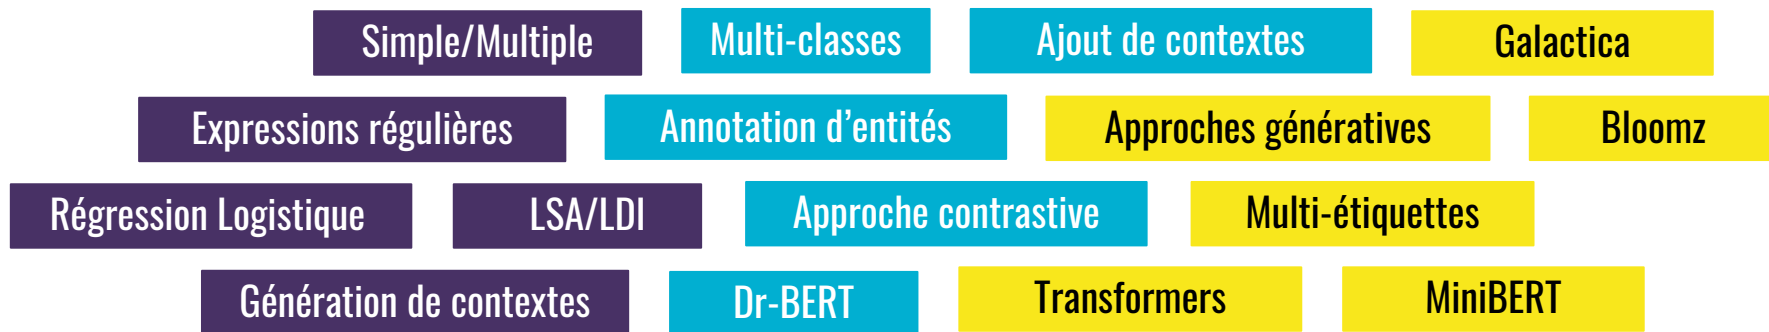 Simple/Multiple Multi-classes Ajout de contextes Galactica
Expressions régulières Annotation d'entités Approches génératives Bloomz
Régression Logistique LSA/LDI Approche contrastive Multi-étiquettes
Génération de contextes Dr-BERT Transformers MiniBERT